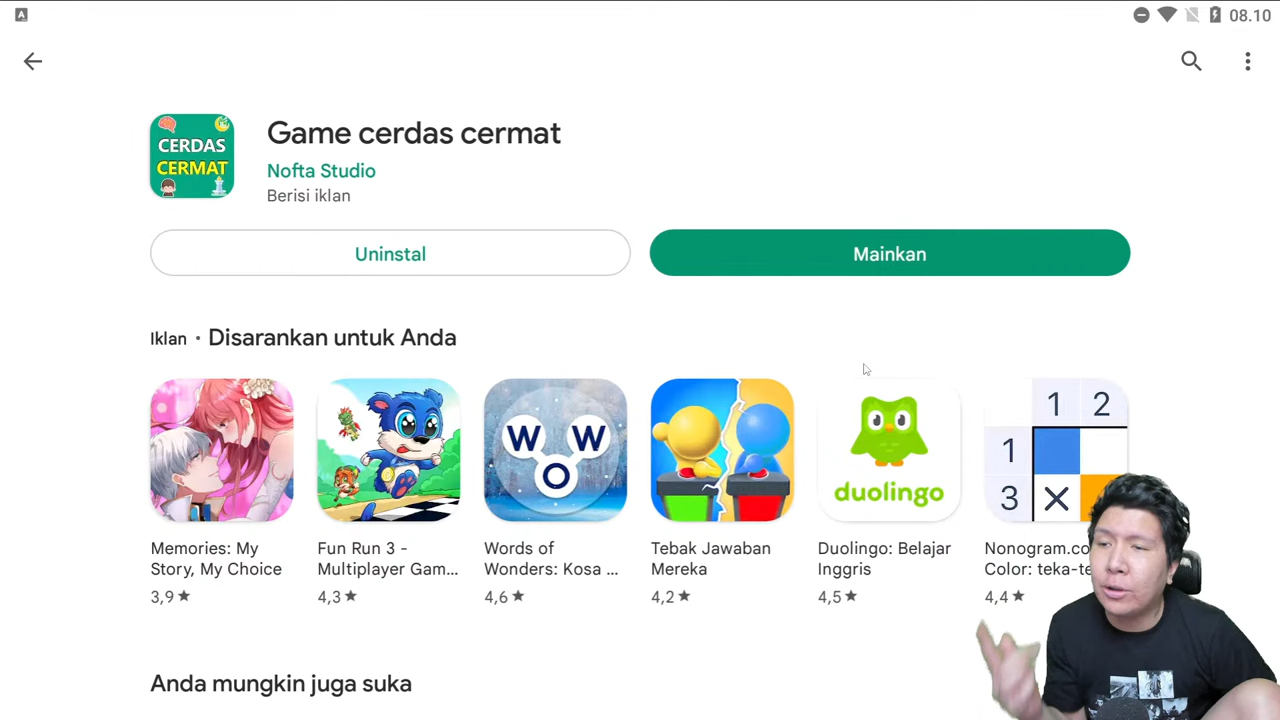 A
08.10
CERDAS
CERMAT
Game cerdas cermat
Nofta Studio
Berisi iklan
Uninstal
Mainkan
Iklan • Disarankan untuk Anda
W W
O
duolingo
1 2
1
3
Memories: My
Story, My Choice
3,9 ★
Fun Run 3 -
Multiplayer Gam...
4,3 ★
Words of
Wonders: Kosa ...
4,6 ★
Tebak Jawaban
Mereka
4,2 ★
Duolingo: Belajar
Inggris
4,5 ★
Nonogram.co
Color: teka-te
4,4 ★
Anda mungkin juga suka